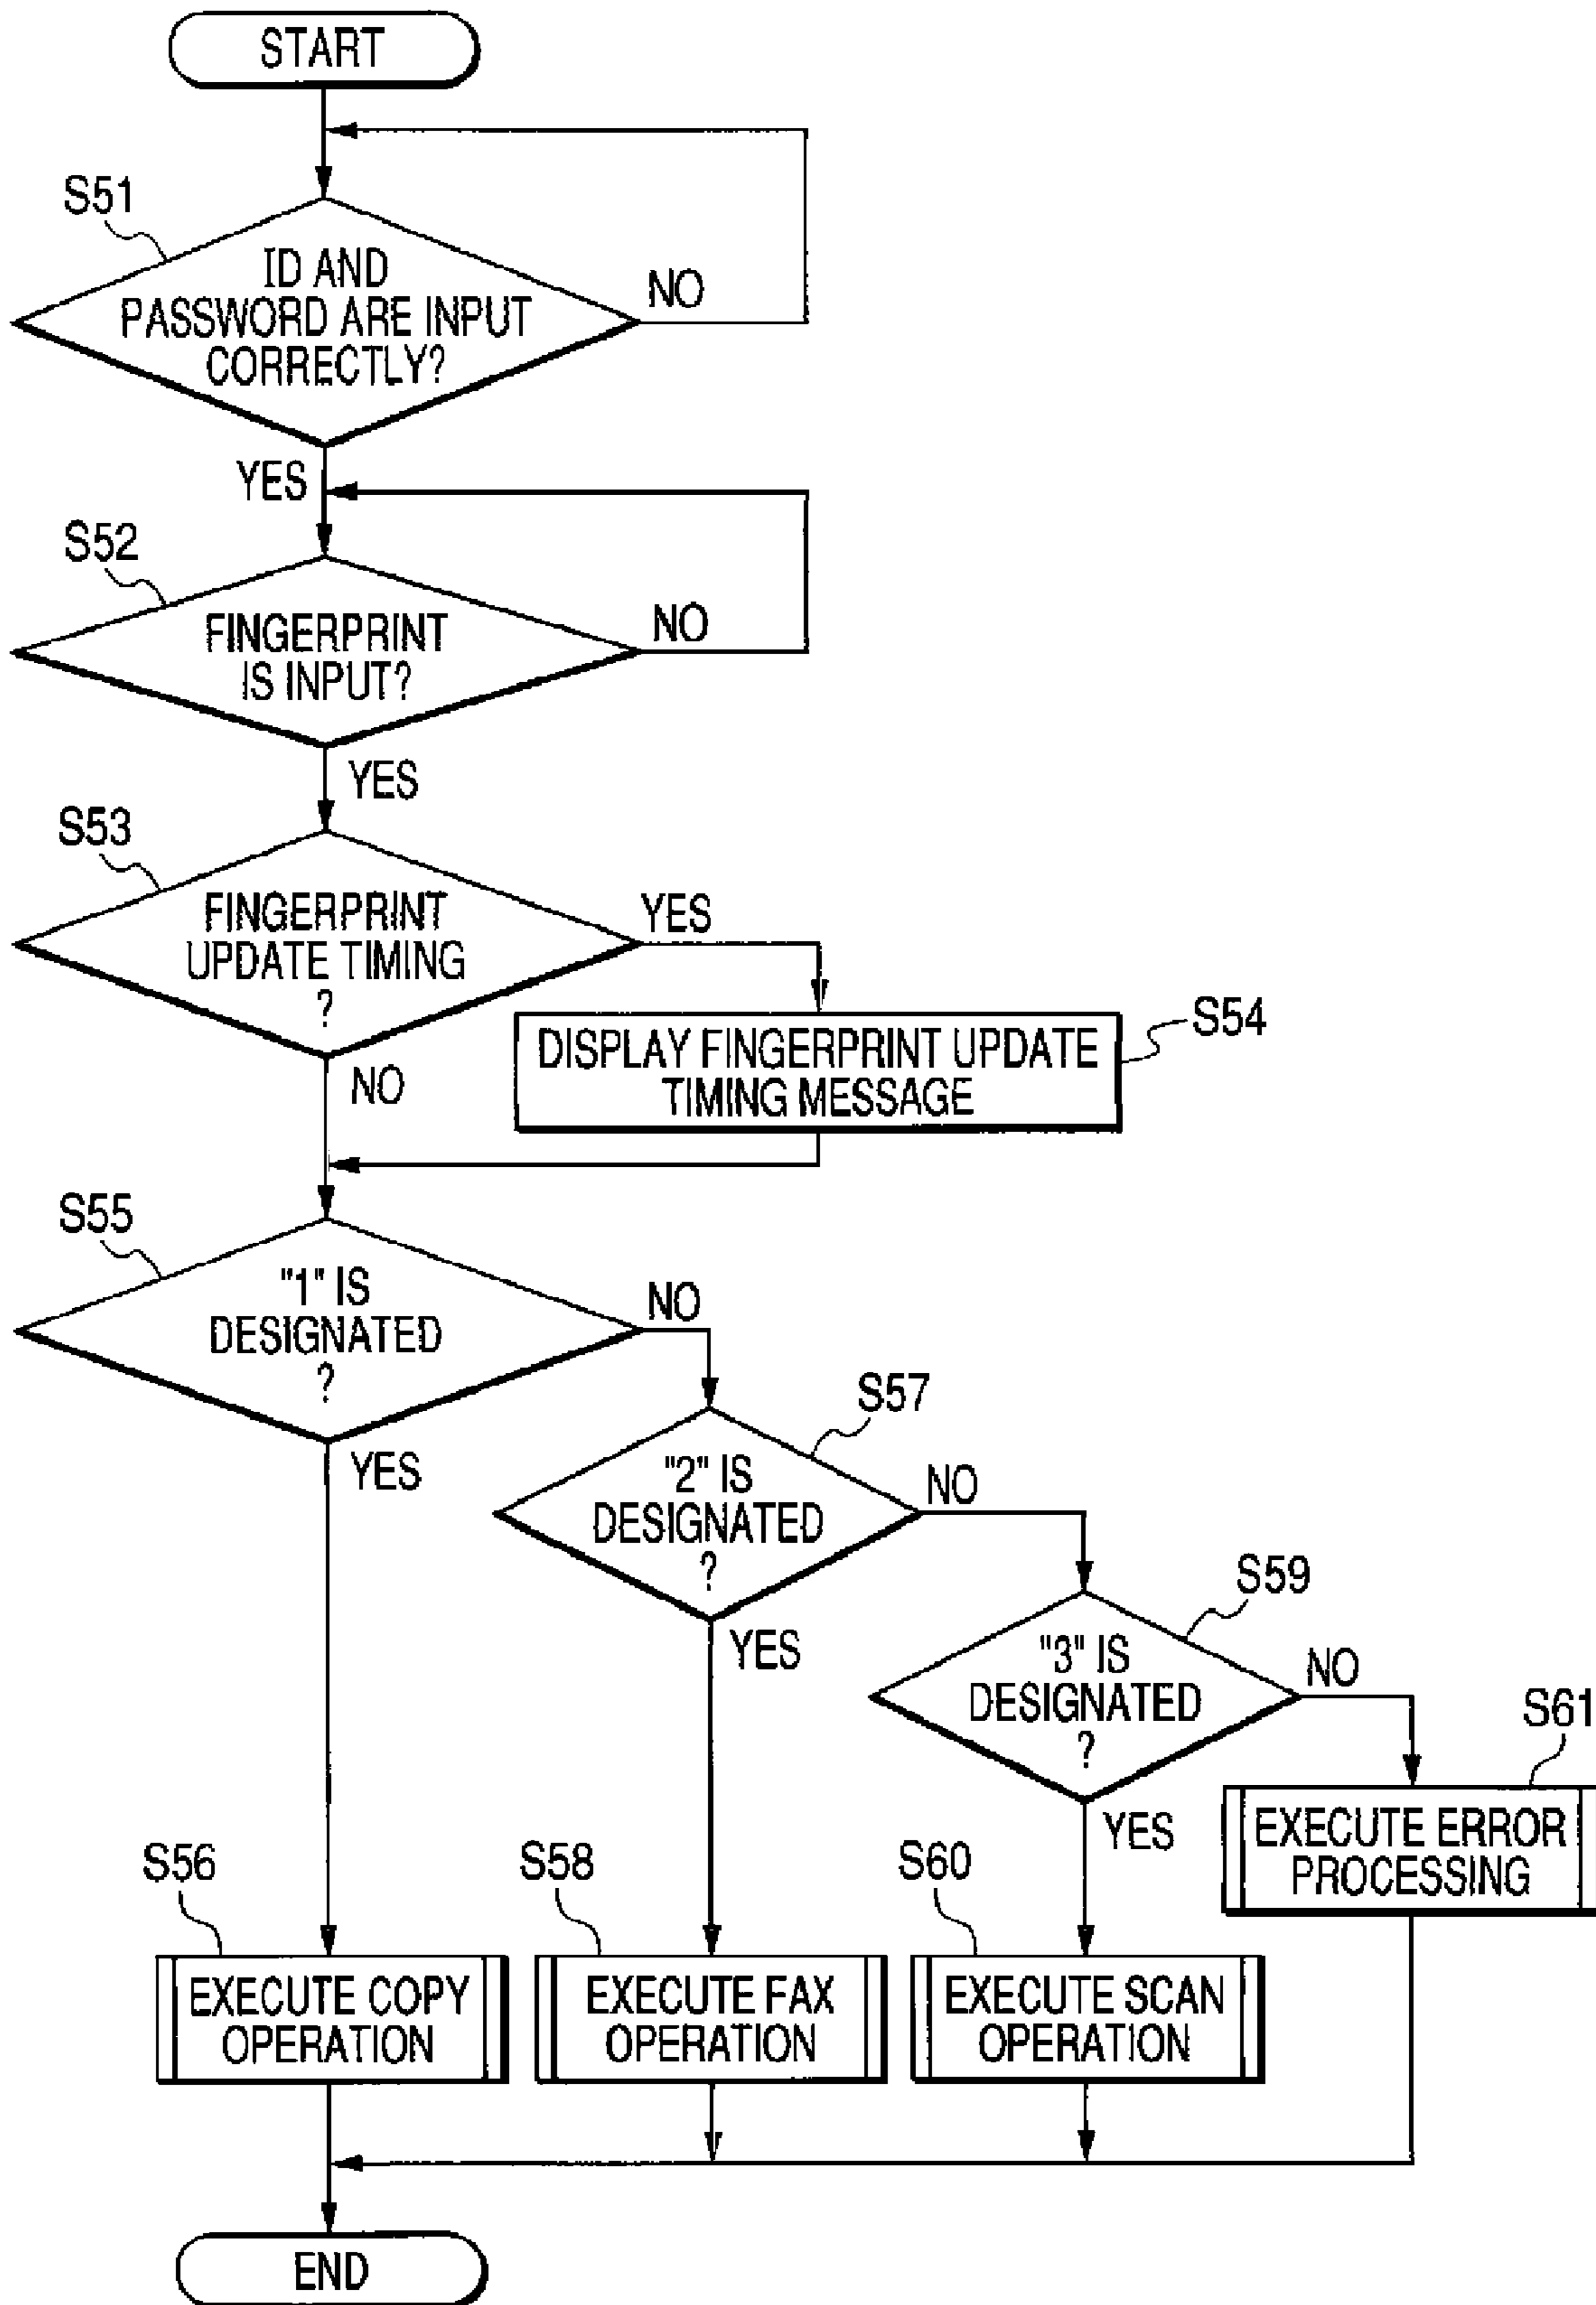 START
S51
ID AND
PASSWORD ARE INPUT
CORRECTLY?
NO
YES
S52
FINGERPRINT
IS INPUT?
NO
YES
S53
FINGERPRINT
UPDATE TIMING
?
YES
NO
S54
DISPLAY FINGERPRINT UPDATE
TIMING MESSAGE
S55
"1" IS
DESIGNATED
?
NO
YES
S57
"2" IS
DESIGNATED
?
NO
YES
S59
"3" IS
DESIGNATED
?
NO
YES
S61
EXECUTE ERROR
PROCESSING
S56
EXECUTE COPY
OPERATION
S58
EXECUTE FAX
OPERATION
S60
EXECUTE SCAN
OPERATION
END